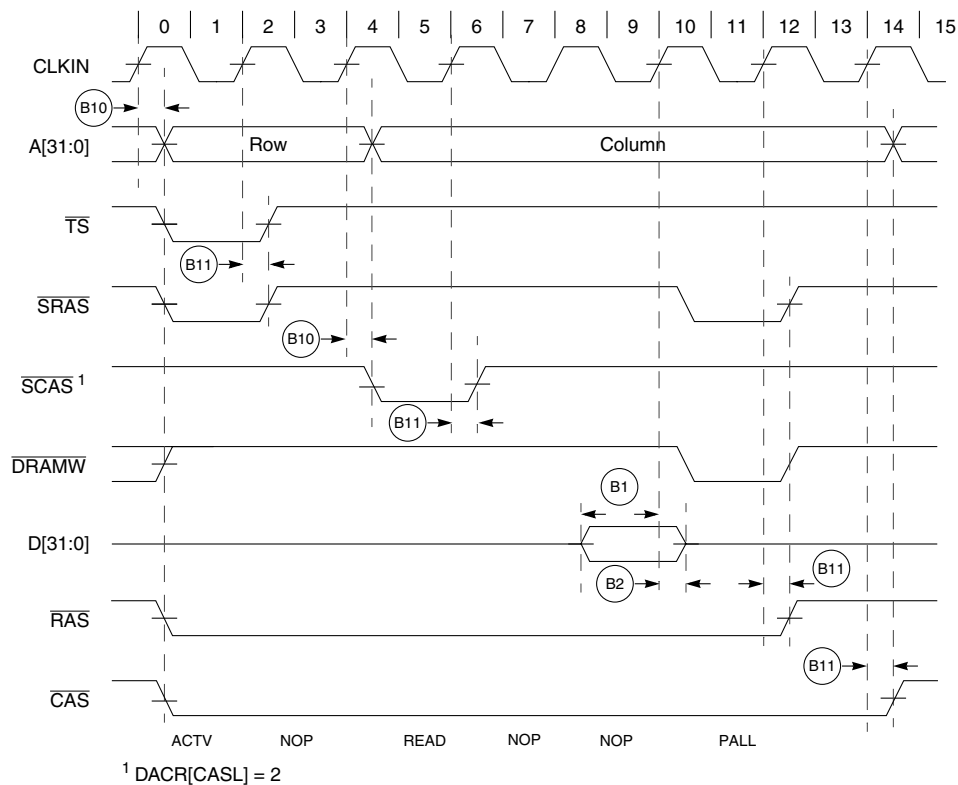 0 1 2 3 4 5 6 7 8 9 10 11 12 13 14 15
CLKIN
B10
A[31:0]
Row
Column
TS
B11
SRAS
B10
SCAS 1
B11
DRAMW
B1
D[31:0]
B2
B11
RAS
B11
CAS
ACTV NOP READ NOP NOP PALL
1 DACR[CASL] = 2